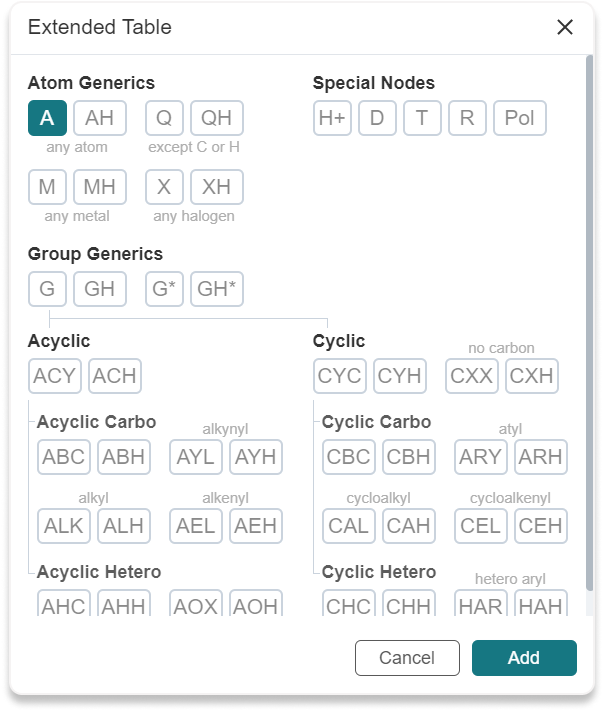 Extended Table
Atom Generics
Special Nodes
A AH Q QH
H+ D T R Pol
any atom except C or H
M MH X XH
any metal any halogen
Group Generics
G GH G* GH*
Acyclic
Cyclic
no carbon
ACY ACH
CYC CYH CXX CXH
Acyclic Carbo
alkynyl
Cyclic Carbo
atyl
ABC ABH AYL AYH
CBC CBH ARY ARH
alkyl alkenyl
cycloalkyl cycloalkenyl
ALK ALH AEL AEH
CAL CAH CEL CEH
Acyclic Hetero
Cyclic Hetero
hetero aryl
AHC AHH AOX AOH
CHC CHH HAR HAH
Cancel Add